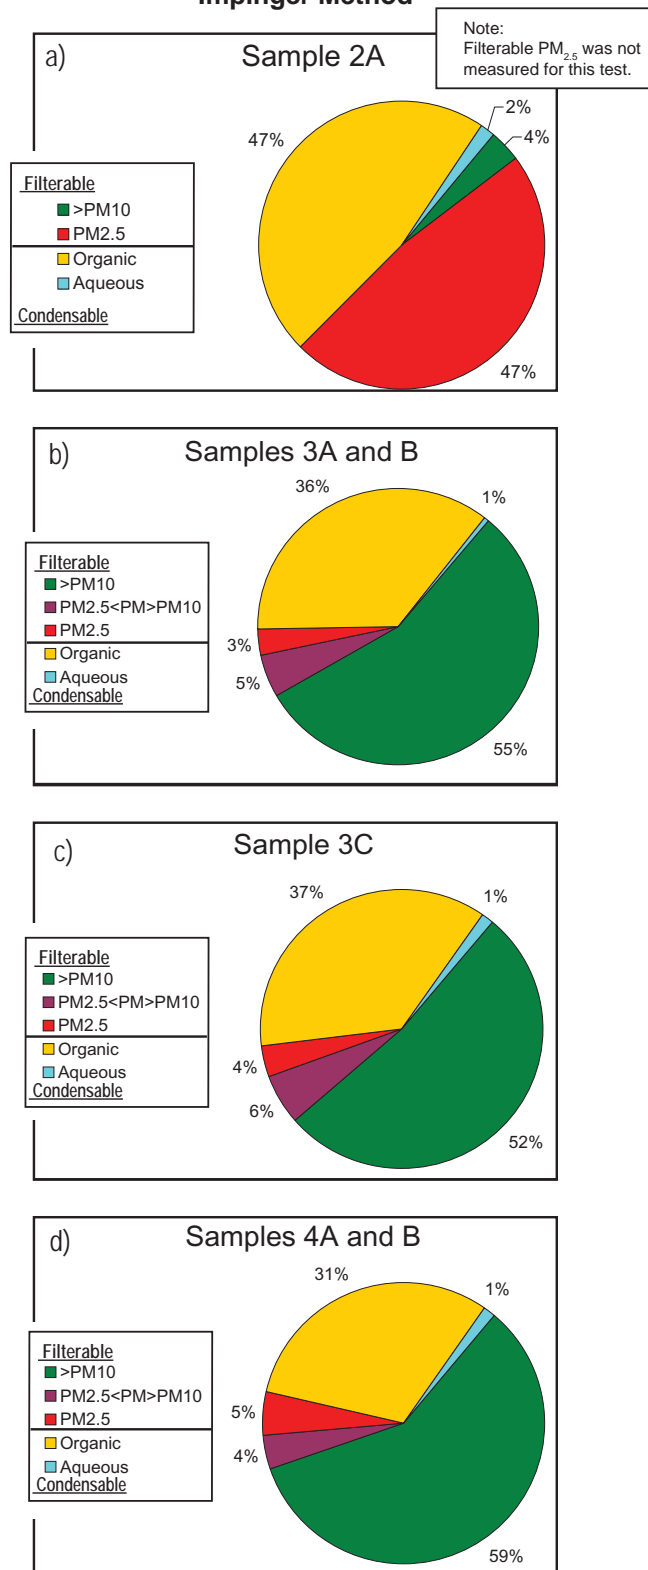 Impinger Method
Note:
Filterable PM2.5 was not
measured for this test.
a)
Sample 2A
2%
4%
47%
47%
Filterable
>PM10
PM2.5
Organic
Aqueous
Condensable
b)
Samples 3A and B
36%
1%
3%
5%
55%
Filterable
>PM10
PM2.5<PM>PM10
PM2.5
Organic
Aqueous
Condensable
c)
Sample 3C
37%
1%
4%
6%
52%
Filterable
>PM10
PM2.5<PM>PM10
PM2.5
Organic
Aqueous
Condensable
d)
Samples 4A and B
31%
1%
5%
4%
59%
Filterable
>PM10
PM2.5<PM>PM10
PM2.5
Organic
Aqueous
Condensable